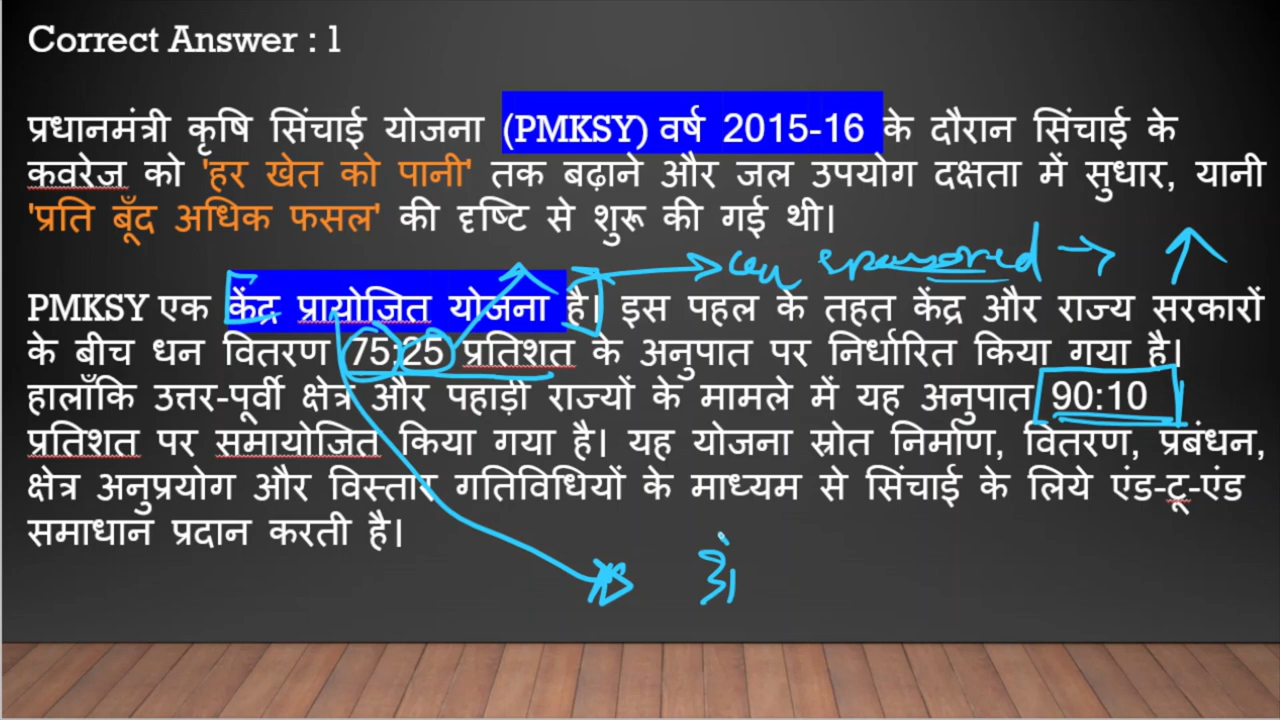 Correct Answer : 1
प्रधानमंत्री कृषि सिंचाई योजना (PMKSY) वर्ष 2015-16 के दौरान सिंचाई के
कवरेज को 'हर खेत को पानी' तक बढ़ाने और जल उपयोग दक्षता में सुधार, यानी
'प्रति बूँद अधिक फसल' की दृष्टि से शुरू की गई थी।
sponsored
PMKSY एक केंद्र प्रायोजित योजना है। इस पहल के तहत केंद्र और राज्य सरकारों
के बीच धन वितरण 75:25 प्रतिशत के अनुपात पर निर्धारित किया गया है।
हालाँकि उत्तर-पूर्वी क्षेत्र और पहाड़ी राज्यों के मामले में यह अनुपात 90:10
प्रतिशत पर समायोजित किया गया है। यह योजना स्रोत निर्माण, वितरण, प्रबंधन,
क्षेत्र अनुप्रयोग और विस्तार गतिविधियों के माध्यम से सिंचाई के लिये एंड-टू-एंड
समाधान प्रदान करती है।